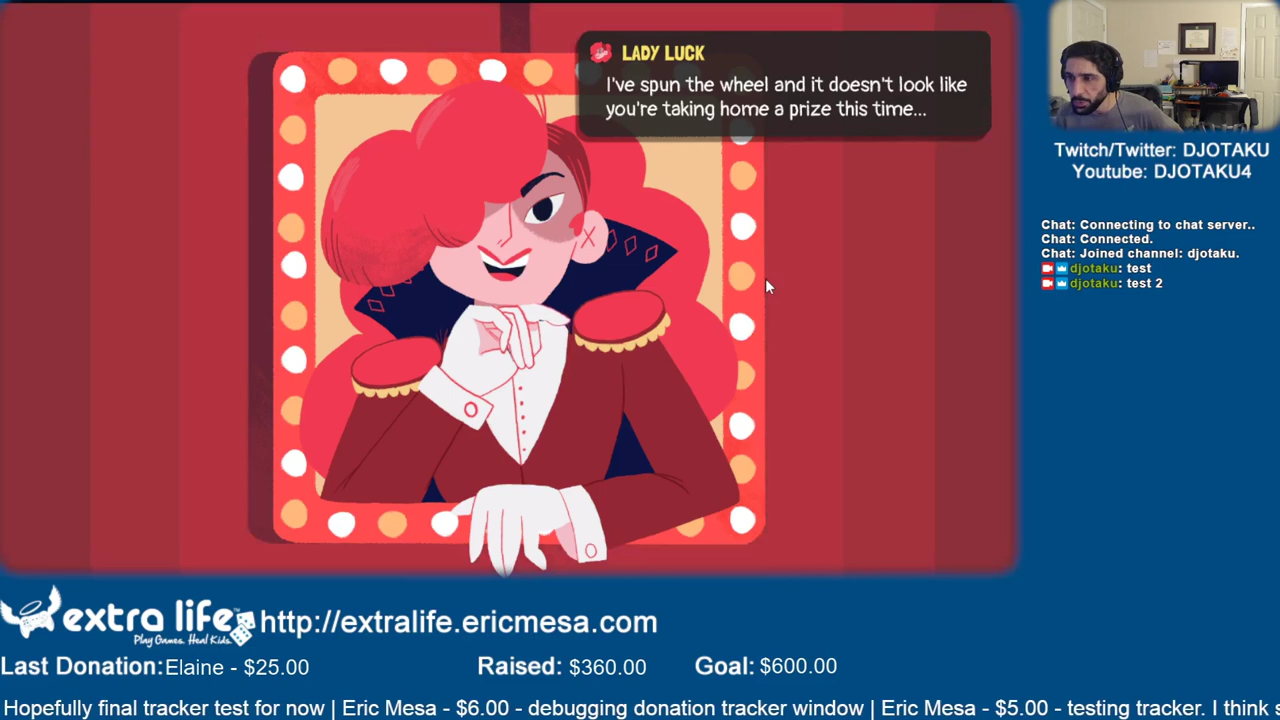 LADY LUCK
I've spun the wheel and it doesn't look like
you're taking home a prize this time...
Twitch/Twitter: DJOTAKU
Youtube: DJOTAKU4
Chat: Connecting to chat server..
Chat: Connected.
Chat: Joined channel: djotaku.
djotaku: test
djotaku: test 2
extra life
Play Games. Heal Kids.
http://extralife.ericmesa.com
Last Donation: Elaine - $25.00
Raised: $360.00
Goal: $600.00
Hopefully final tracker test for now | Eric Mesa - $6.00 - debugging donation tracker window | Eric Mesa - $5.00 - testing tracker. I think s